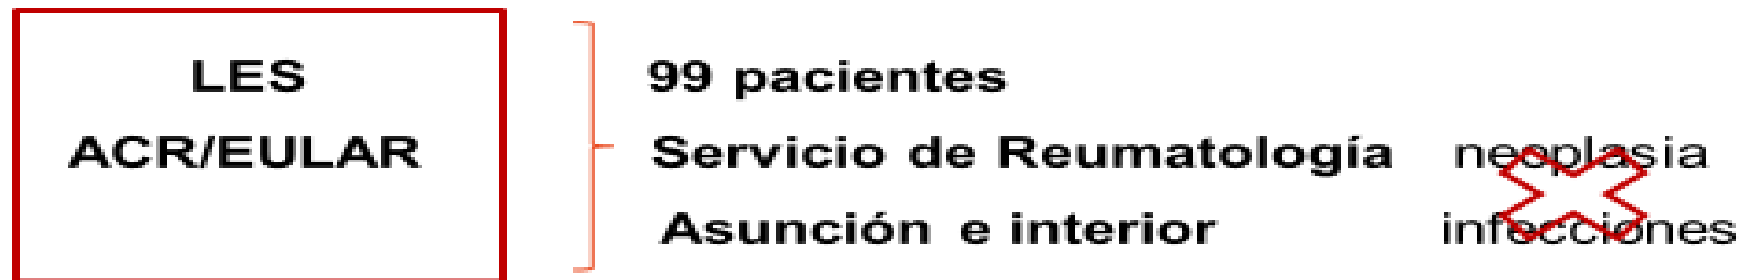 LES
ACR/EULAR
99 pacientes
Servicio de Reumatología
Asunción e interior
neoplasia
infecciones